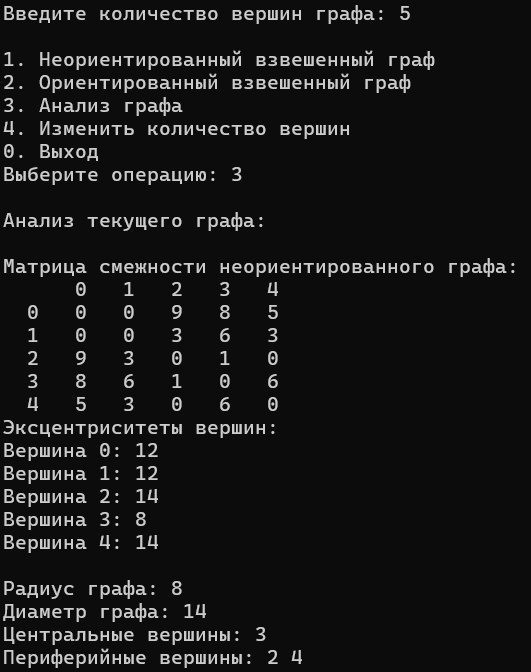 Введите количество вершин графа: 5
1. Неориентированный взвешенный граф
2. Ориентированный взвешенный граф
3. Анализ графа
4. Изменить количество вершин
0. Выход
Выберите операцию: 3
Анализ текущего графа:
Матрица смежности неориентированного графа:
0 1 2 3 4
0 0 0 9 8 5
1 0 0 3 6 3
2 9 3 0 1 0
3 8 6 1 0 6
4 5 3 0 6 0
Эксцентриситеты вершин:
Вершина 0: 12
Вершина 1: 12
Вершина 2: 14
Вершина 3: 8
Вершина 4: 14
Радиус графа: 8
Диаметр графа: 14
Центральные вершины: 3
Периферийные вершины: 2 4